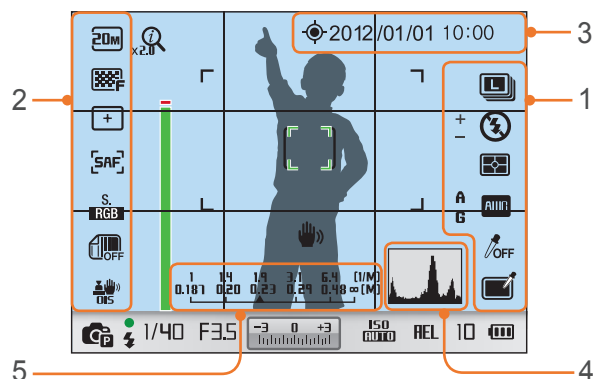 3
2012/01/01 10:00
20M
x2.0
F
2
1
L
+
−
SAF
S.
RGB
A
G
AWB
OFF
OFF
OIS
1 1.4 1.9 3.1 6.4 (1/M)
0.187 0.20 0.23 0.29 0.48 ∞ (M)
P
1/40 F3.5
-3 0 +3
ISO
AUTO
AEL
10
5
4